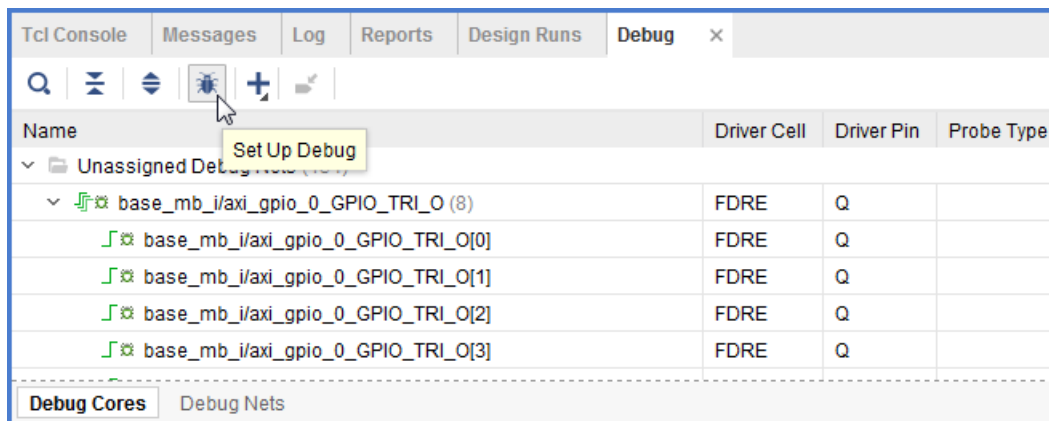 Tcl Console Messages Log Reports Design Runs Debug ×
Name Driver Cell Driver Pin Probe Type
Set Up Debug
Unassigned
base_mb_i/axi_gpio_0_GPIO_TRI_O (8) FDRE Q
base_mb_i/axi_gpio_0_GPIO_TRI_O[0] FDRE Q
base_mb_i/axi_gpio_0_GPIO_TRI_O[1] FDRE Q
base_mb_i/axi_gpio_0_GPIO_TRI_O[2] FDRE Q
base_mb_i/axi_gpio_0_GPIO_TRI_O[3] FDRE Q
Debug Cores Debug Nets